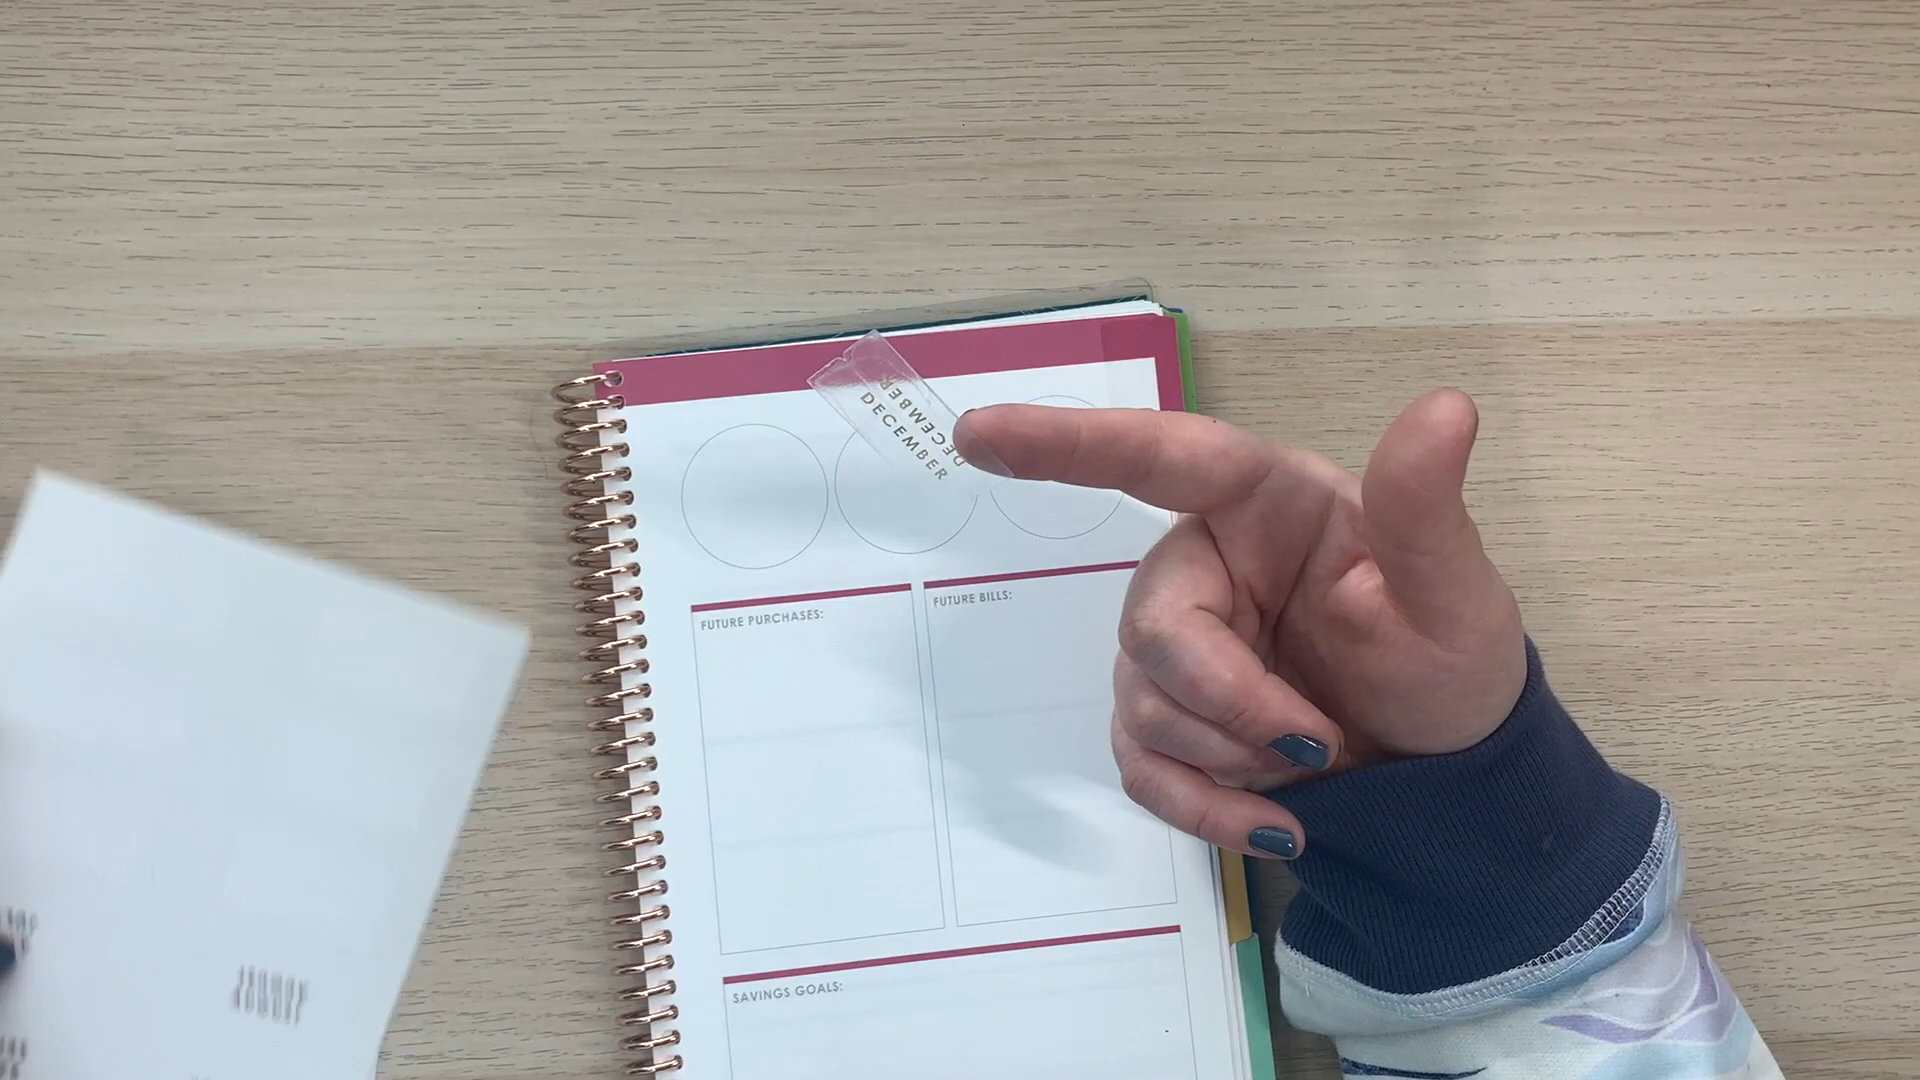 DECEMBER
DECEMBER
FUTURE PURCHASES:
FUTURE BILLS:
SAVINGS GOALS: